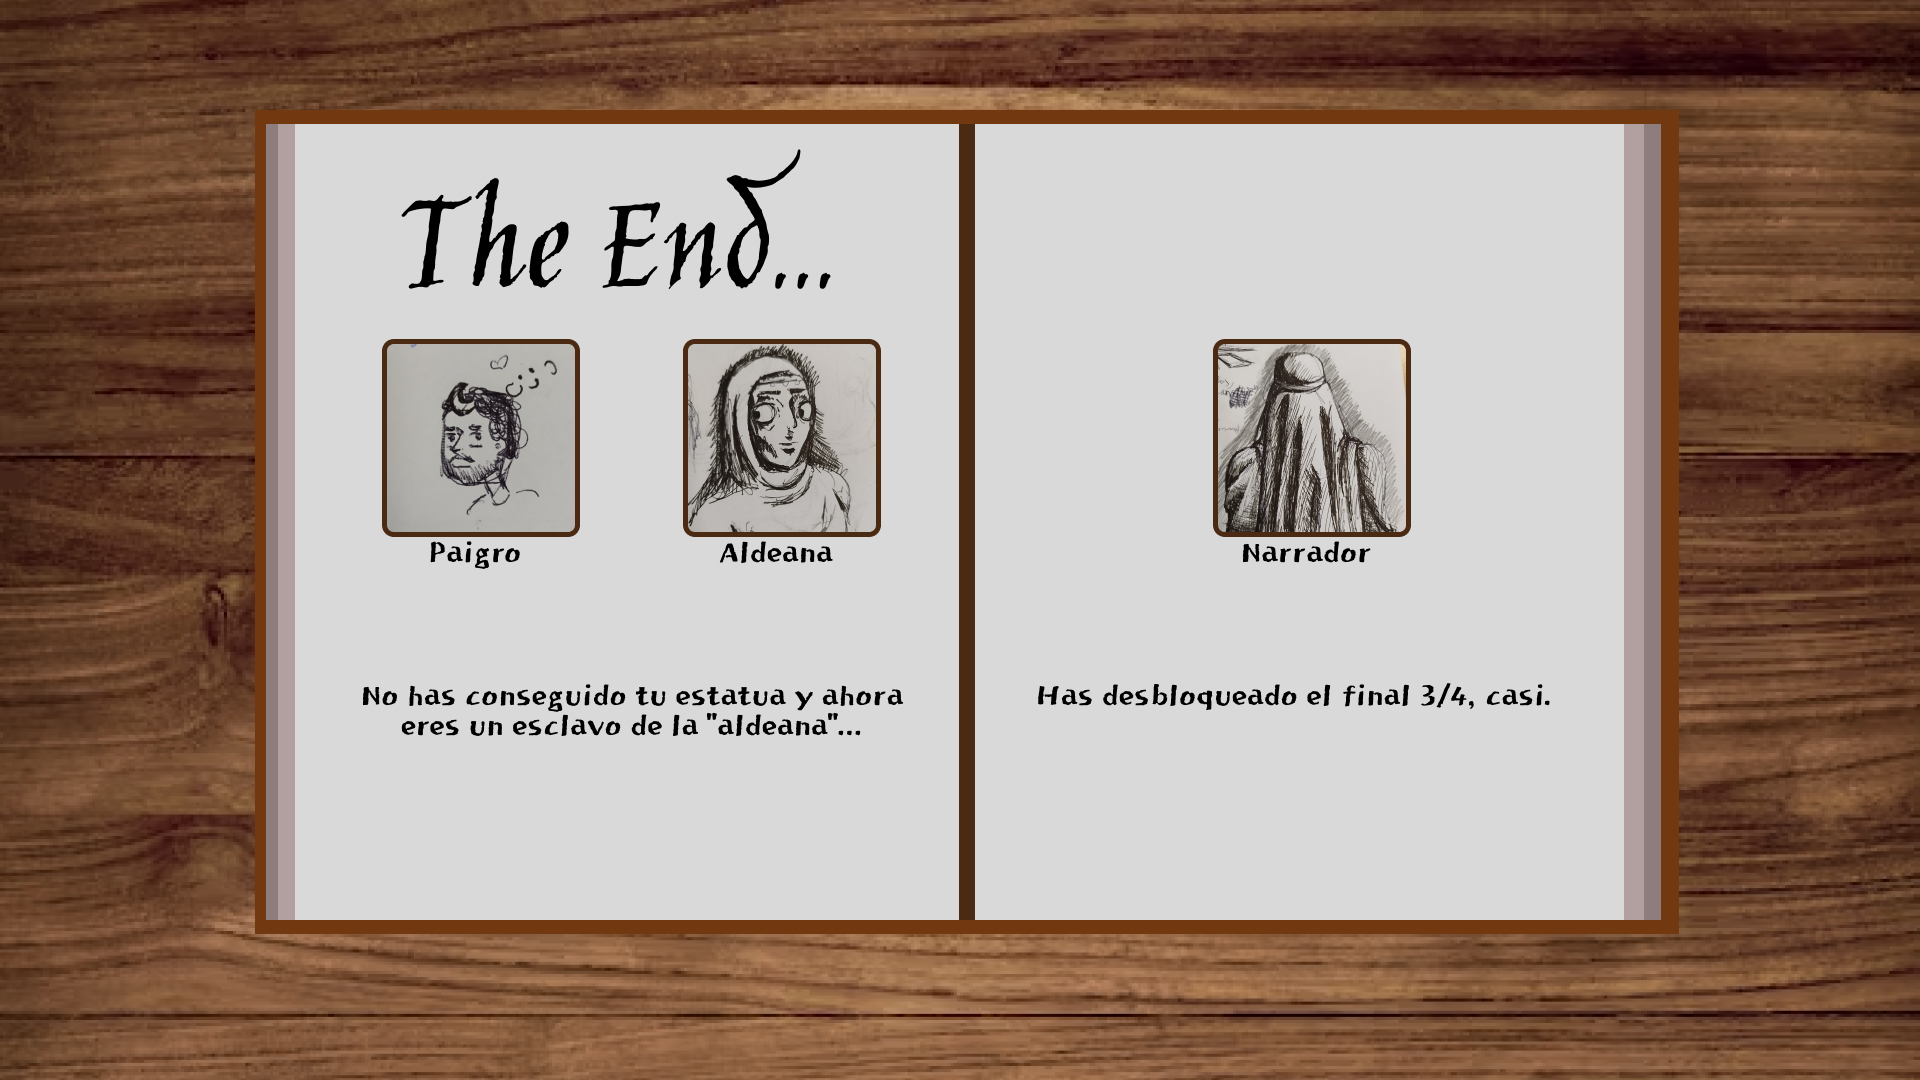 The End...
Paigro
Aldeana
No has conseguido tu estatua y ahora
eres un esclavo de la "aldeana"...
Narrador
Has desbloqueado el final 3/4, casi.